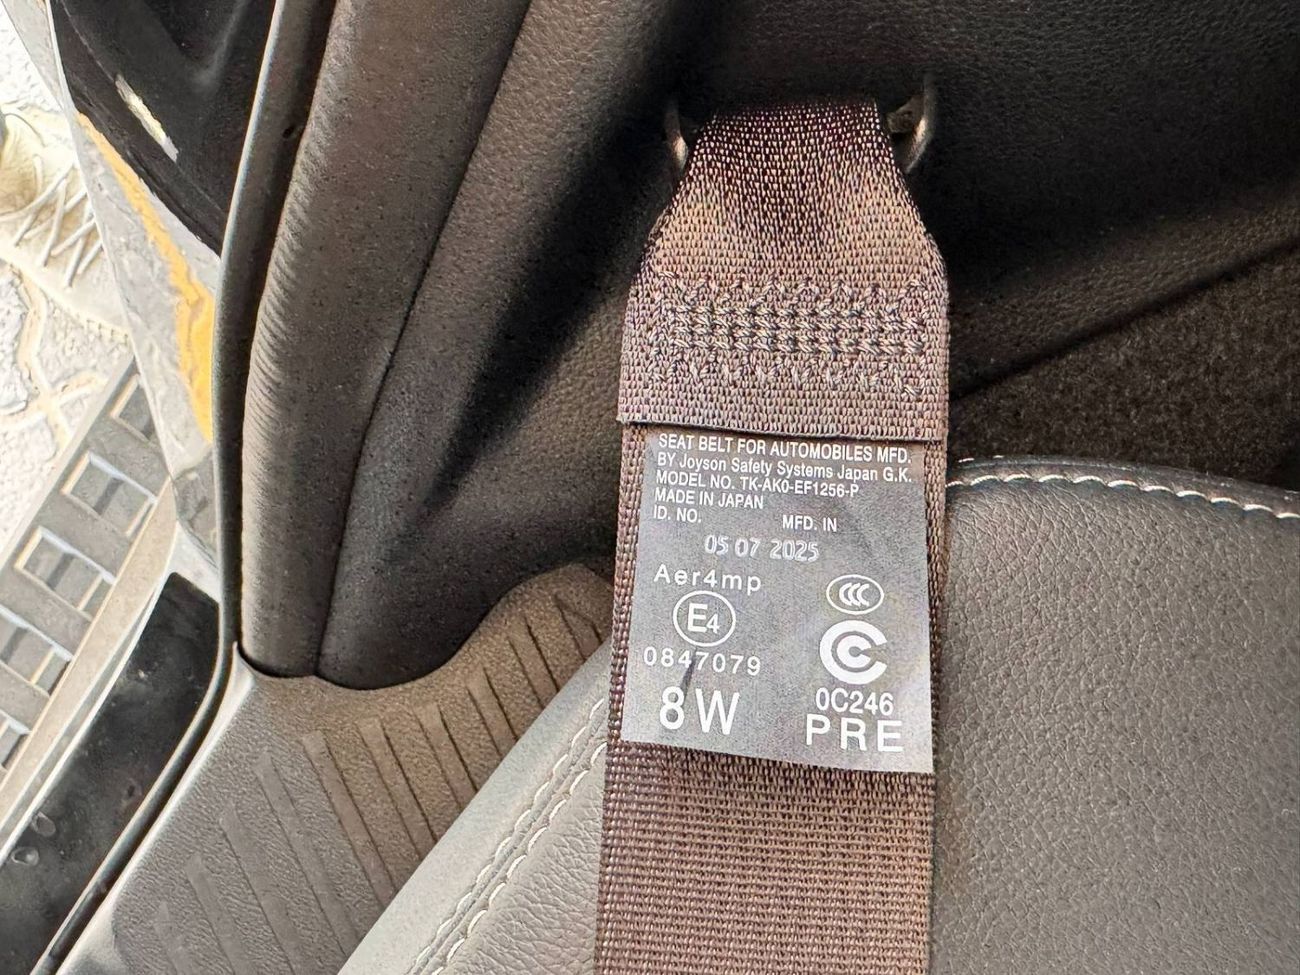 SEAT BELT FOR AUTOMOBILES MFD.
BY Joyson Safety Systems Japan G.K.
MODEL NO. TK-AK0-EF1256-P
MADE IN JAPAN
ID. NO. MFD. IN
05 07 2025
Aer4mp
CCC
E4
C
0847079
0C246
8W
PRE